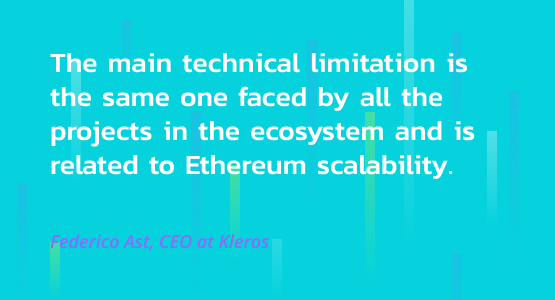 The main technical limitation is
the same one faced by all the
projects in the ecosystem and is
related to Ethereum scalability.
Federico Ast, CEO at Kleros